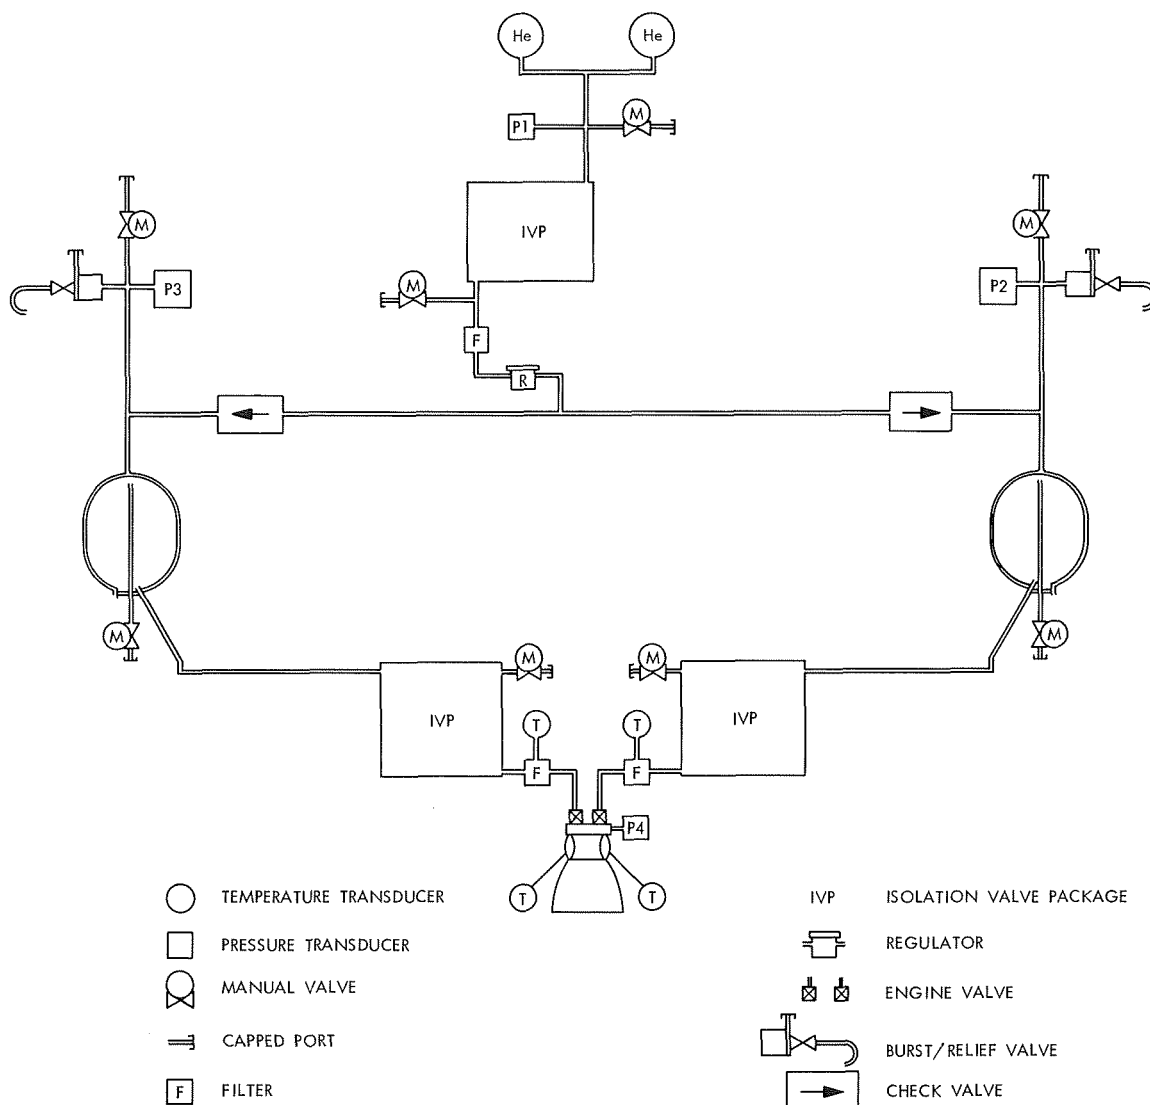 He He
P1 M
M IVP M
P3 M P2
F
R
M M
M M
IVP IVP
T T
F F
P4
T T
TEMPERATURE TRANSDUCER
PRESSURE TRANSDUCER
MANUAL VALVE
CAPPED PORT
F FILTER
IVP ISOLATION VALVE PACKAGE
REGULATOR
ENGINE VALVE
BURST/RELIEF VALVE
CHECK VALVE